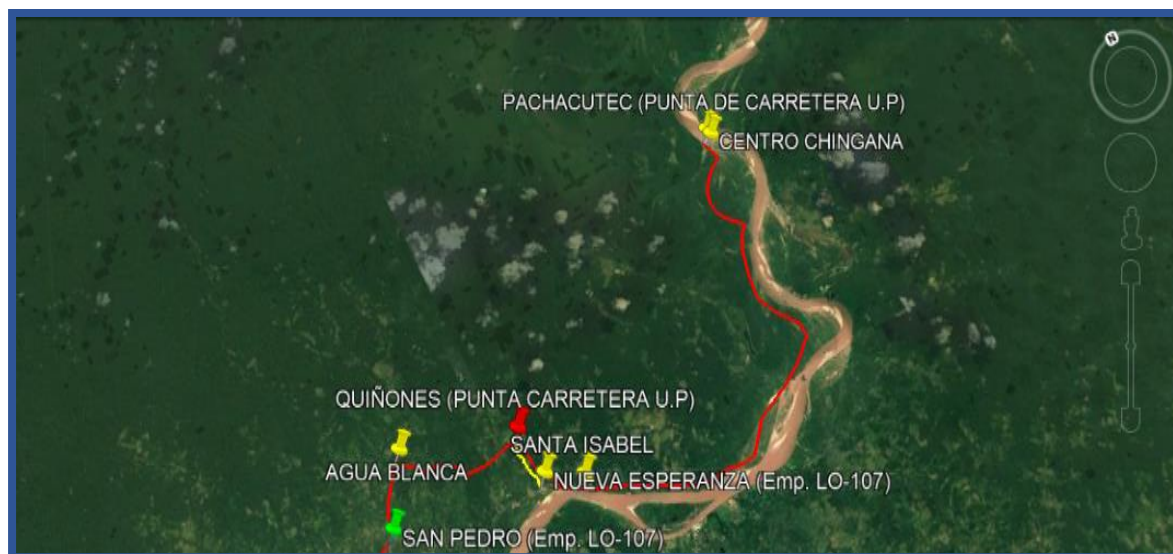 N
PACHACUTEC (PUNTA DE CARRETERA U.P)
CENTRO CHINGANA
QUIÑONES (PUNTA CARRETERA U.P)
SANTA ISABEL
AGUA BLANCA
NUEVA ESPERANZA (Emp. LO-107)
SAN PEDRO (Emp. LO-107)